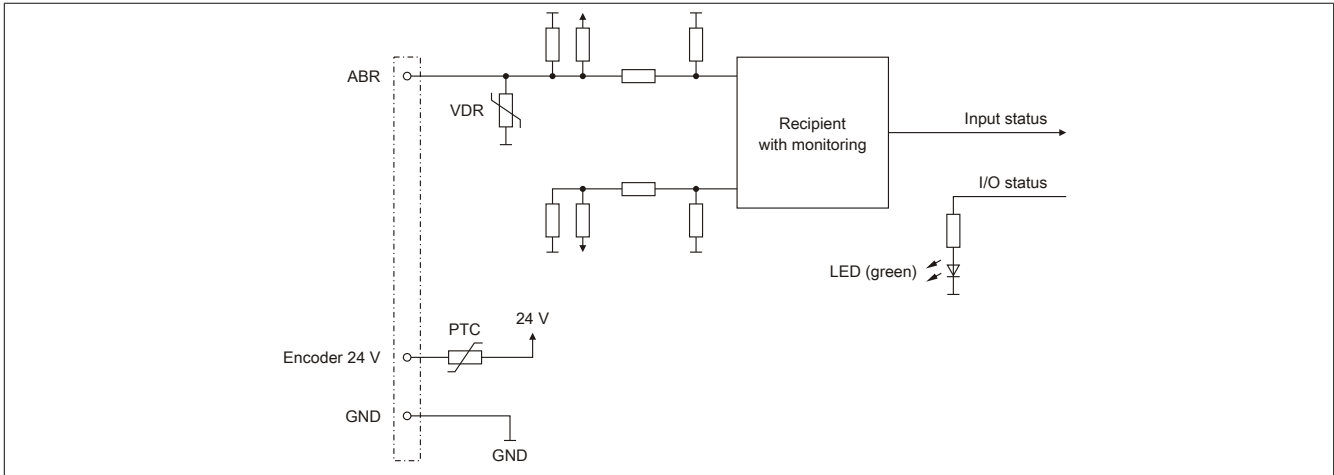 ABR
VDR
Recipient
with monitoring
Input status
I/O status
LED (green)
PTC
24 V
Encoder 24 V
GND
GND